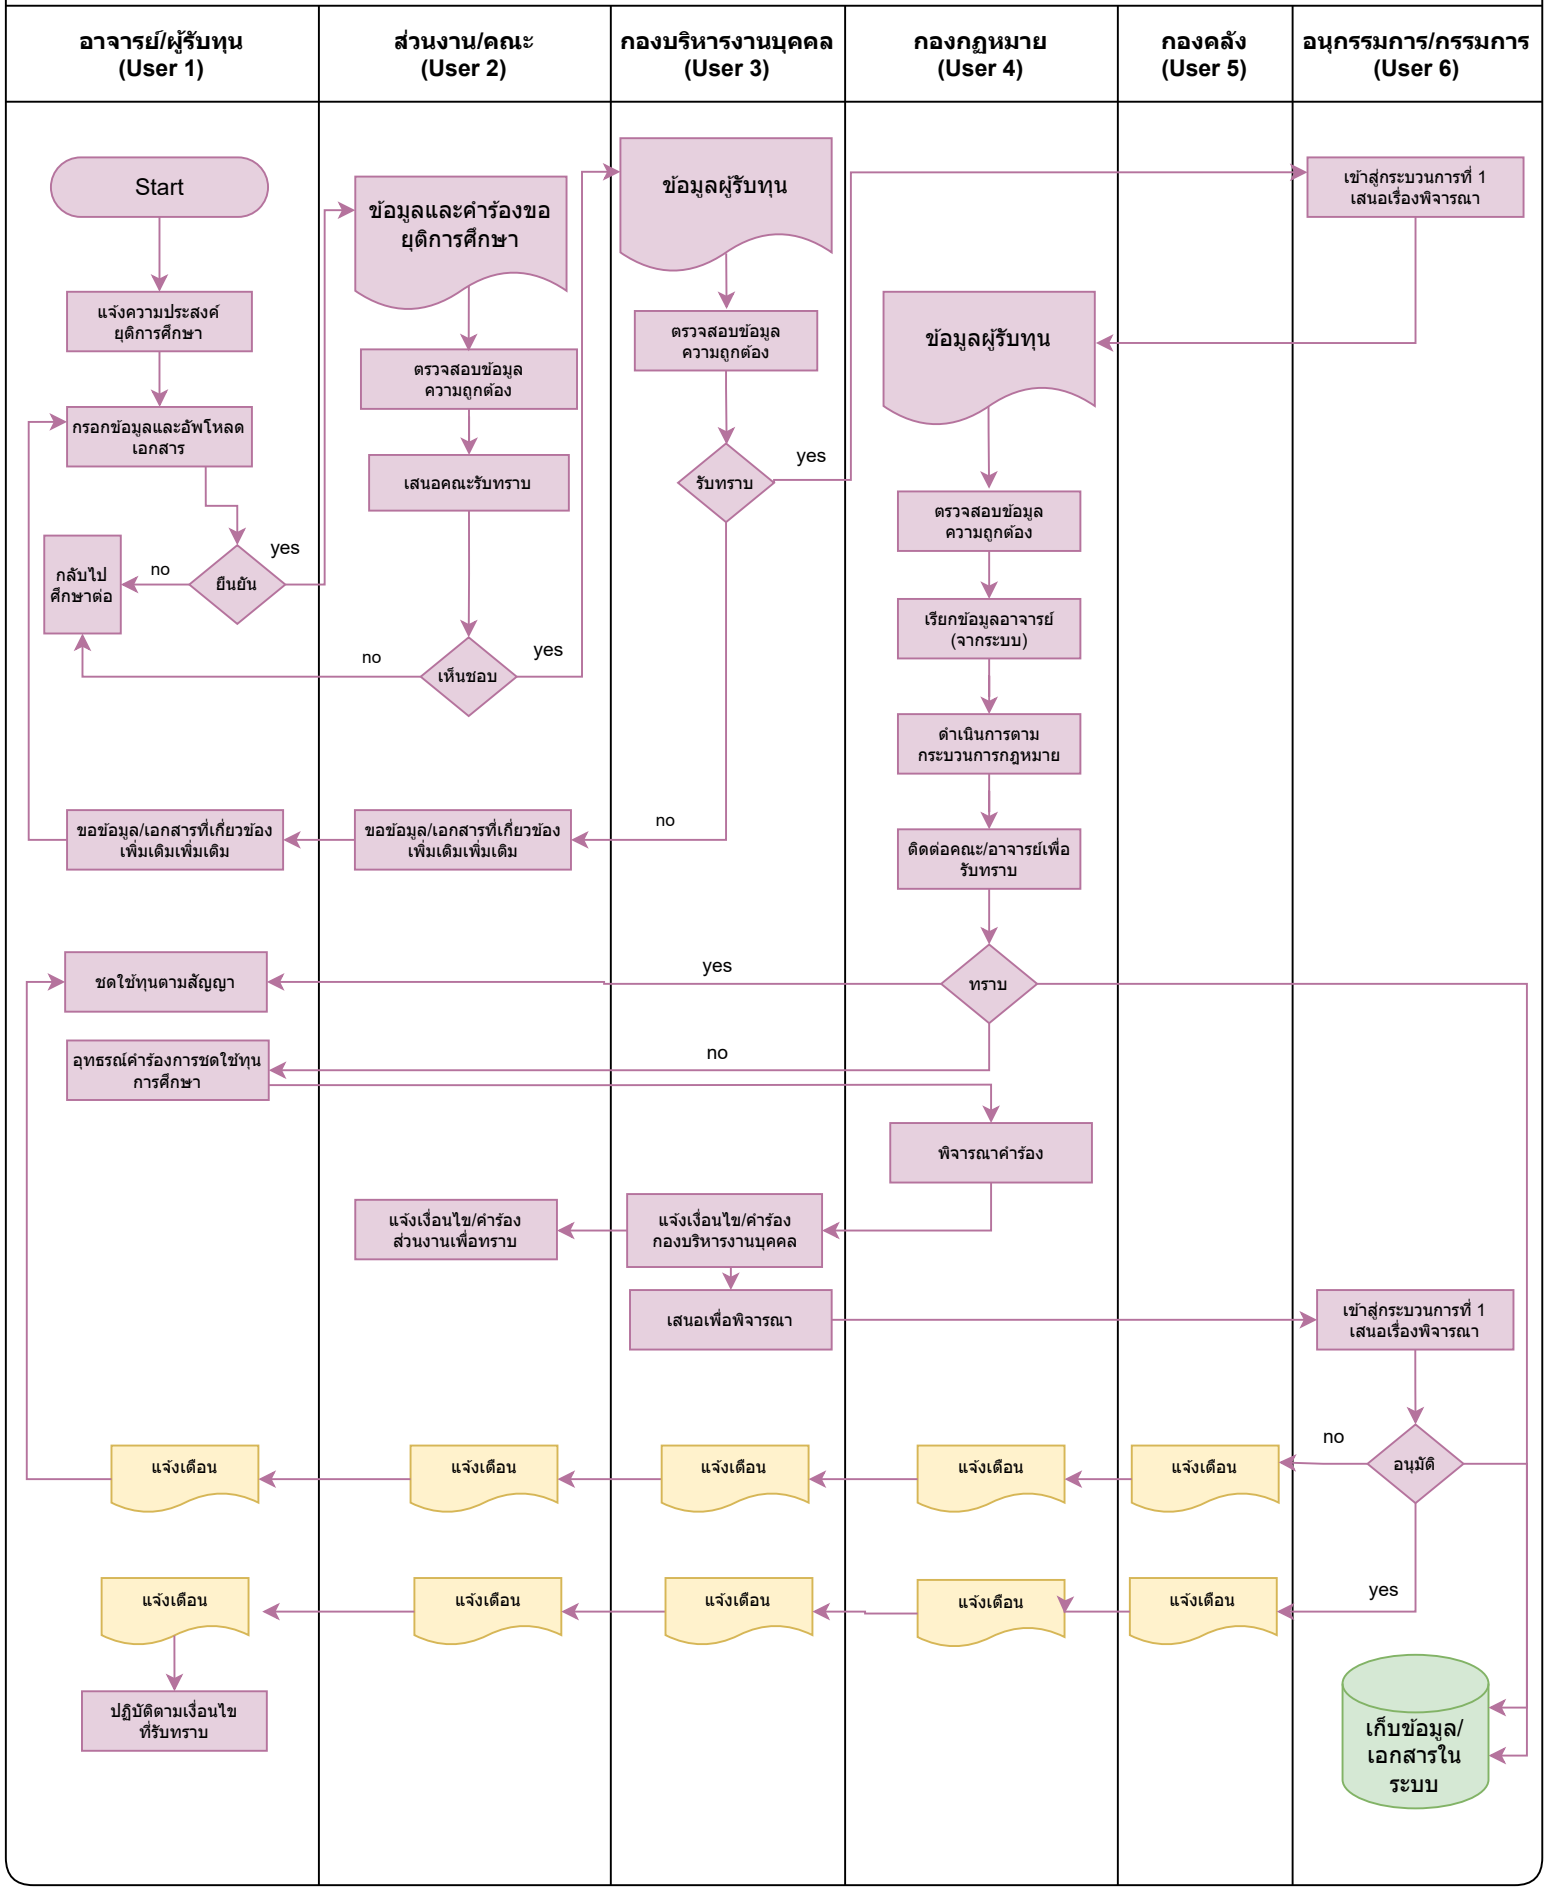 อาจารย์/ผู้รับทุน
(User 1)
ส่วนงาน/คณะ
(User 2)
กองบริหารงานบุคคล
(User 3)
กองกฏหมาย
(User 4)
กองคลัง
(User 5)
อนุกรรมการ/กรรมการ
(User 6)
Start
แจ้งความประสงค์
ยุติการศึกษา
กรอกข้อมูลและอัพโหลด
เอกสาร
ยืนยัน
yes
no
กลับไป
ศึกษาต่อ
ข้อมูลและคำร้องขอ
ยุติการศึกษา
ตรวจสอบข้อมูล
ความถูกต้อง
เสนอคณะรับทราบ
เห็นชอบ
no
yes
ข้อมูลผู้รับทุน
ตรวจสอบข้อมูล
ความถูกต้อง
รับทราบ
yes
no
เข้าสู่กระบวนการที่ 1
เสนอเรื่องพิจารณา
ข้อมูลผู้รับทุน
ตรวจสอบข้อมูล
ความถูกต้อง
เรียกข้อมูลอาจารย์
(จากระบบ)
ดำเนินการตาม
กระบวนการกฎหมาย
ติดต่อคณะ/อาจารย์เพื่อ
รับทราบ
ขอข้อมูล/เอกสารที่เกี่ยวข้อง
เพิ่มเติมเพิ่มเติม
ขอข้อมูล/เอกสารที่เกี่ยวข้อง
เพิ่มเติมเพิ่มเติม
ทราบ
yes
ชดใช้ทุนตามสัญญา
no
อุทธรณ์คำร้องการชดใช้ทุน
การศึกษา
พิจารณาคำร้อง
แจ้งเงื่อนไข/คำร้อง
ส่วนงานเพื่อทราบ
แจ้งเงื่อนไข/คำร้อง
กองบริหารงานบุคคล
เสนอเพื่อพิจารณา
เข้าสู่กระบวนการที่ 1
เสนอเรื่องพิจารณา
no
อนุมัติ
แจ้งเตือน
แจ้งเตือน
แจ้งเตือน
แจ้งเตือน
แจ้งเตือน
yes
แจ้งเตือน
แจ้งเตือน
แจ้งเตือน
แจ้งเตือน
แจ้งเตือน
ปฏิบัติตามเงื่อนไข
ที่รับทราบ
เก็บข้อมูล/
เอกสารใน
ระบบ